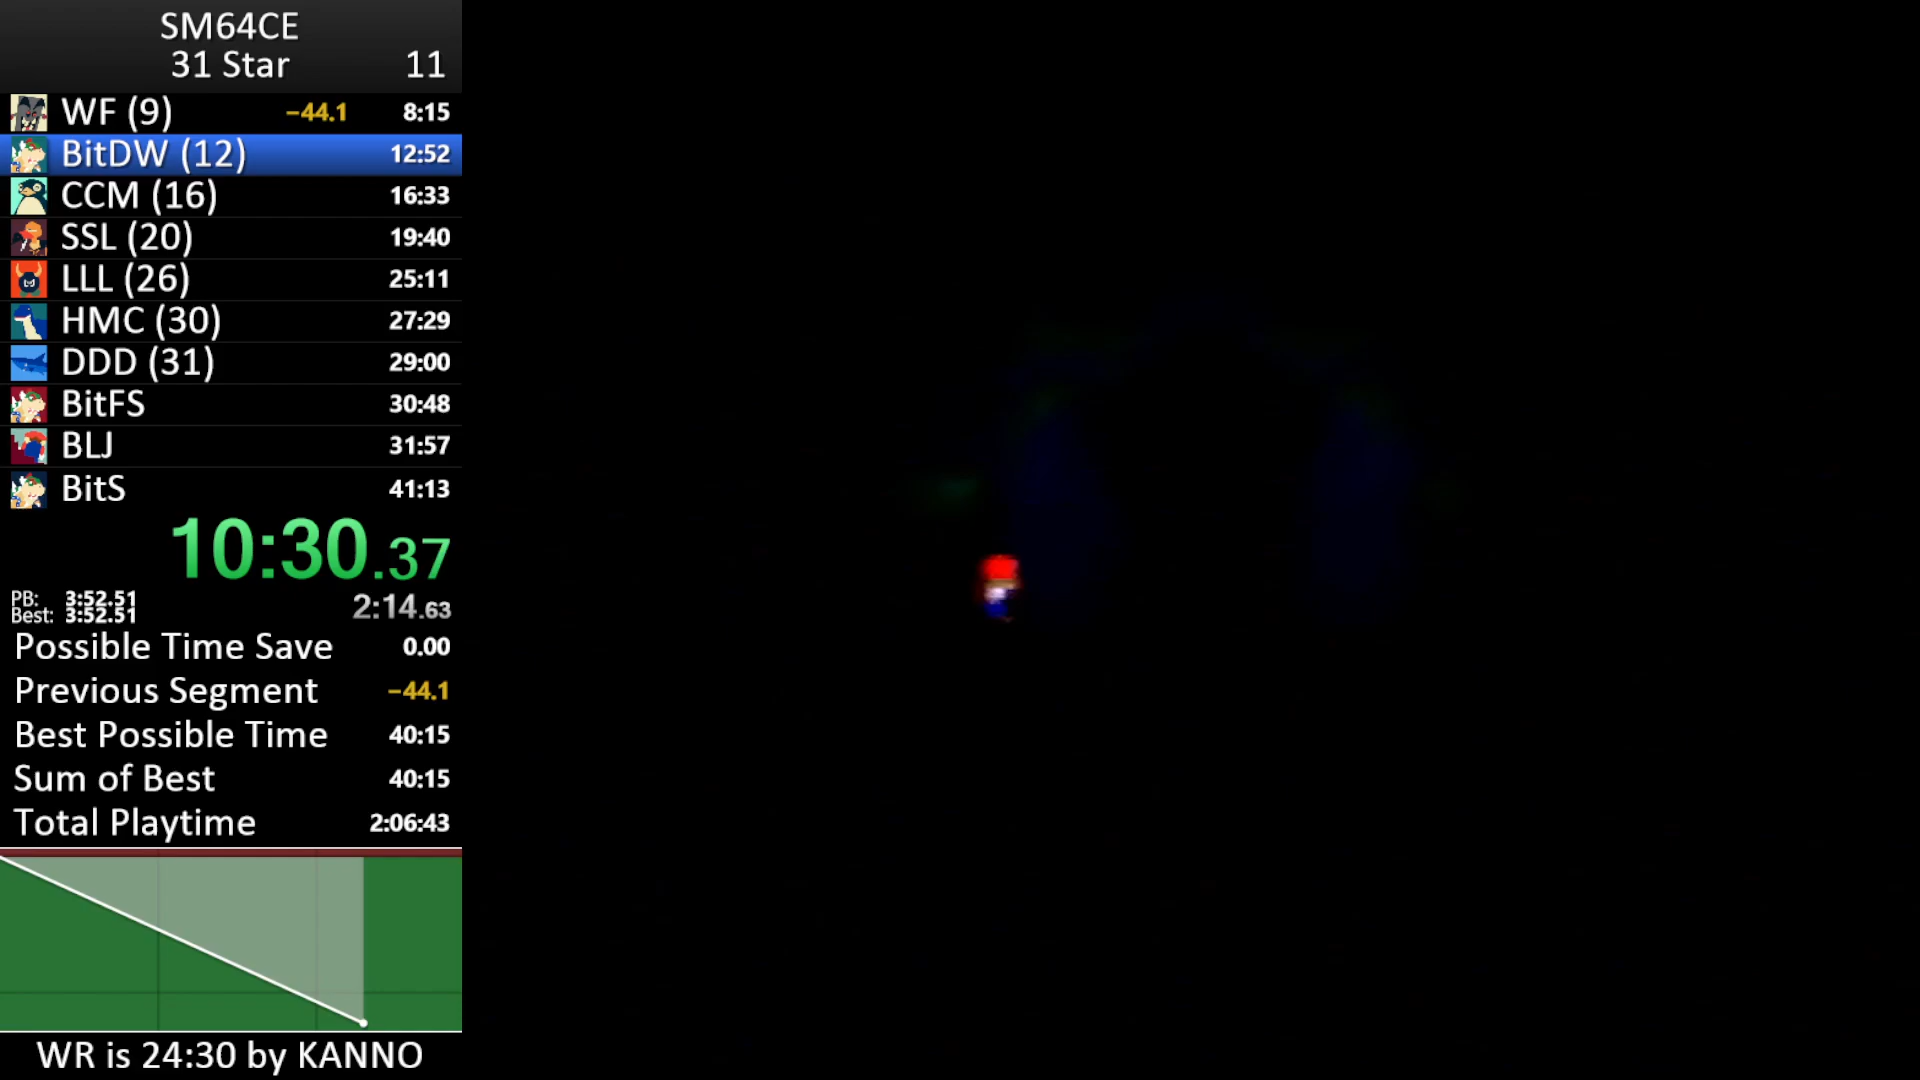 SM64CE
31 Star 11
WF (9) −44.1 8:15
BitDW (12) 12:52
CCM (16) 16:33
SSL (20) 19:40
LLL (26) 25:11
HMC (30) 27:29
DDD (31) 29:00
BitFS 30:48
BLJ 31:57
BitS 41:13
10:30.37
PB: 3:52.51
Best: 3:52.51
2:14.63
Possible Time Save 0.00
Previous Segment −44.1
Best Possible Time 40:15
Sum of Best 40:15
Total Playtime 2:06:43
WR is 24:30 by KANNO